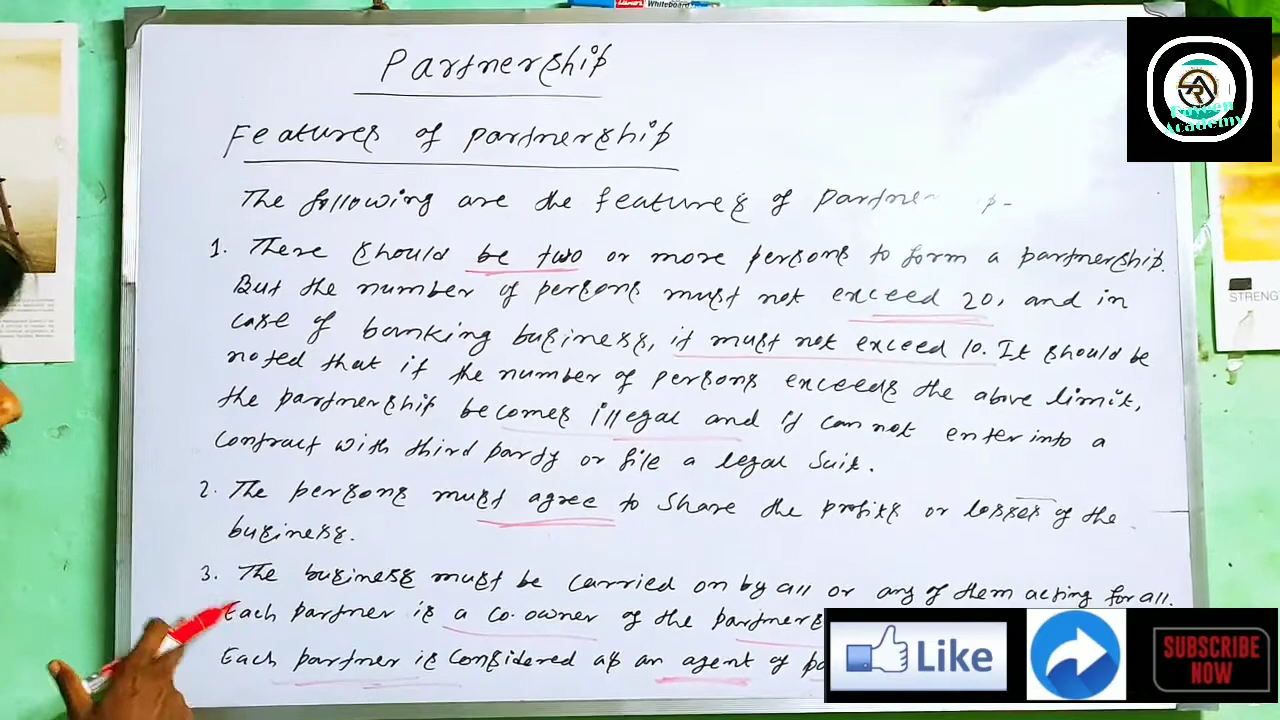 Partnership
Features of partnership
The following are the features of partner ip-
1. There should be two or more persons to form a partnership.
But the number of persons must not exceed 20, and in
case of banking business, it must not exceed 10. It should be
noted that if the number of persons exceeds the above limit,
the partnership becomes illegal and it can not enter into a
contract with third party or file a legal suit.
2. The persons must agree to share the profits or losses of the
business.
3. The business must be carried on by all or any of them acting for all.
Each partner is a co-owner of the partners
Each partner is considered as an agent of pa
Academy
STRENGT
Whiteboard
Like
SUBSCRIBE
NOW